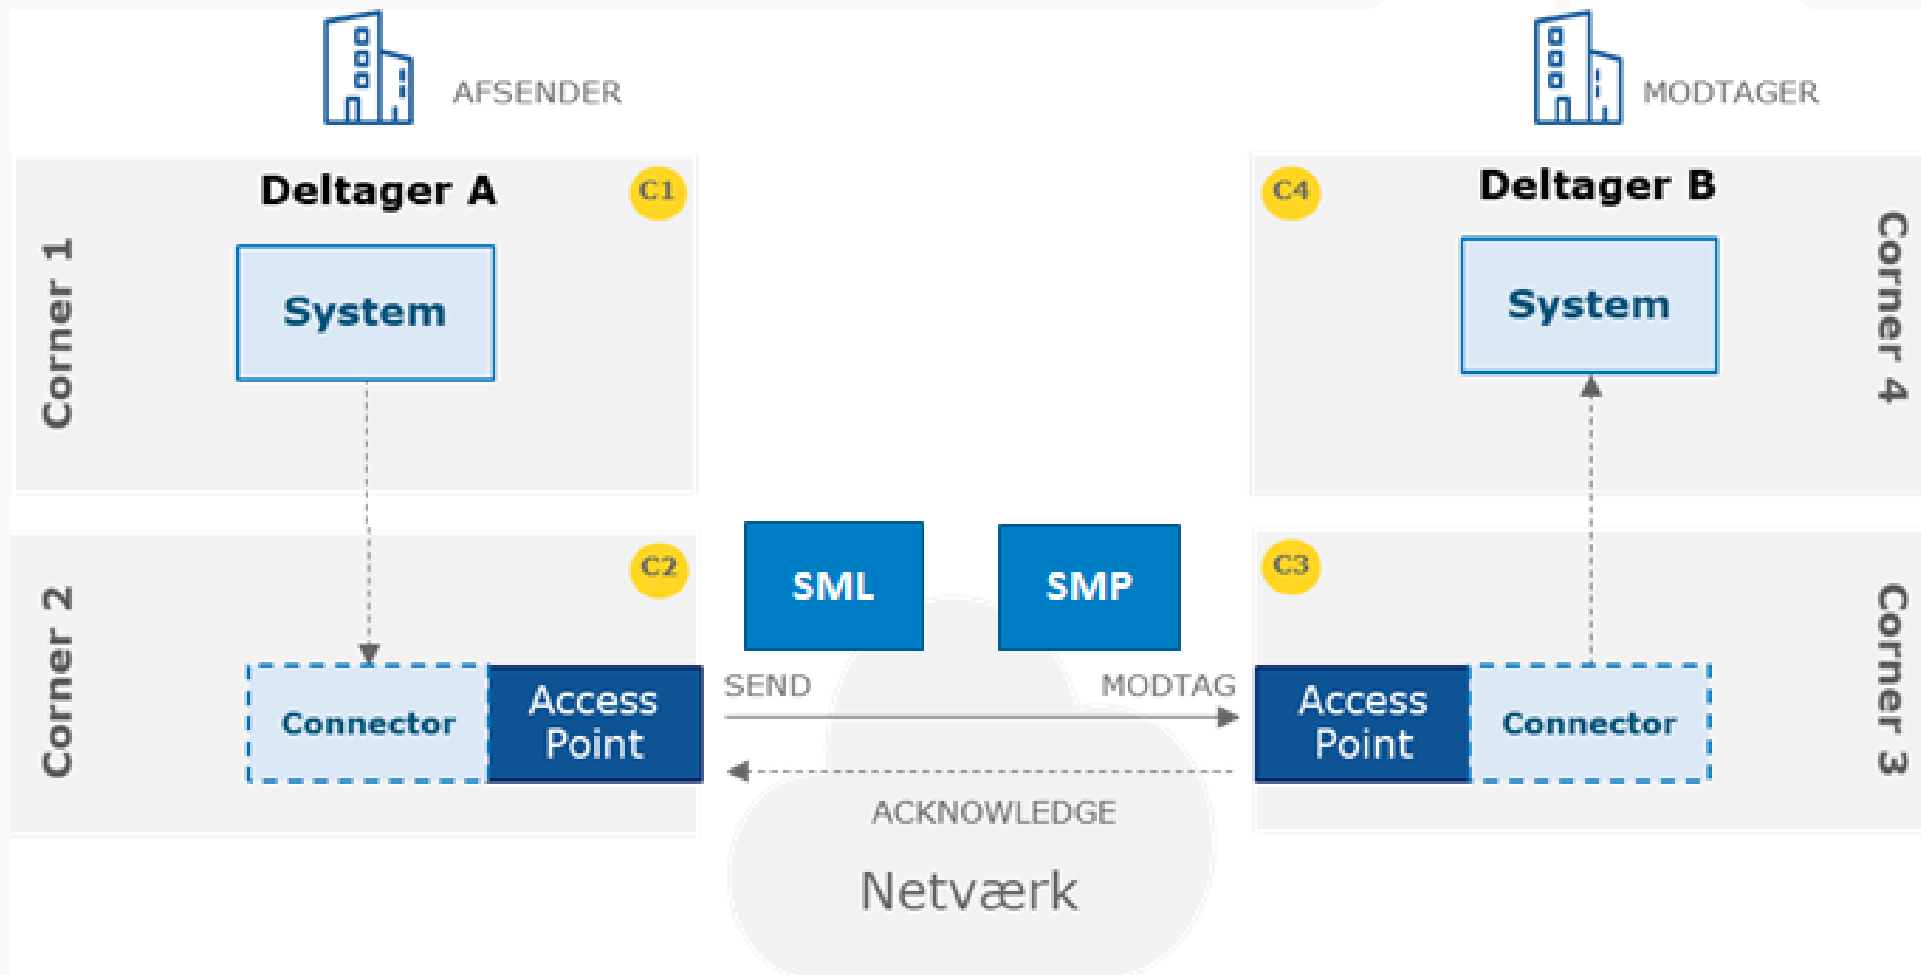 AFSENDER
MODTAGER
Deltager A
C1
Corner 1
System
C4
Deltager B
Corner 4
System
Corner 2
C2
Connector
Access
Point
SML
SMP
SEND
MODTAG
ACKNOWLEDGE
Netværk
C3
Corner 3
Access
Point
Connector